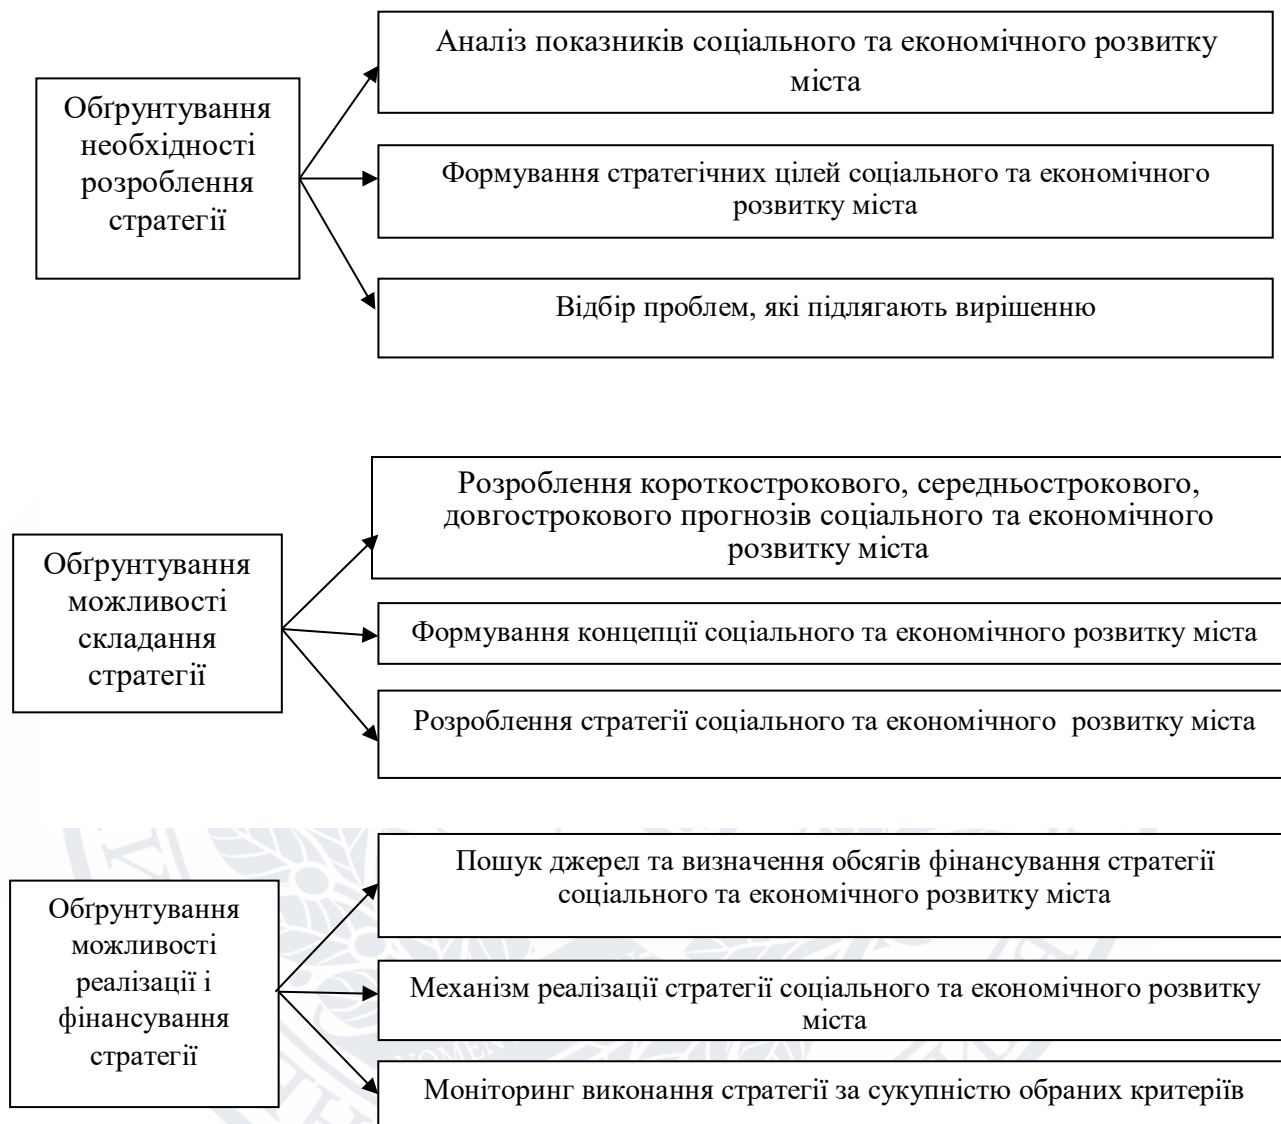 Обґрунтування
необхідності
розроблення
стратегії
Аналіз показників соціального та економічного розвитку
міста
Формування стратегічних цілей соціального та економічного
розвитку міста
Відбір проблем, які підлягають вирішенню
Обґрунтування
можливості
складання
стратегії
Розроблення короткострокового, середньострокового,
довгострокового прогнозів соціального та економічного
розвитку міста
Формування концепції соціального та економічного розвитку міста
Розроблення стратегії соціального та економічного розвитку міста
Обґрунтування
можливості
реалізації і
фінансування
стратегії
Пошук джерел та визначення обсягів фінансування стратегії
соціального та економічного розвитку міста
Механізм реалізації стратегії соціального та економічного розвитку
міста
Моніторинг виконання стратегії за сукупністю обраних критеріїв